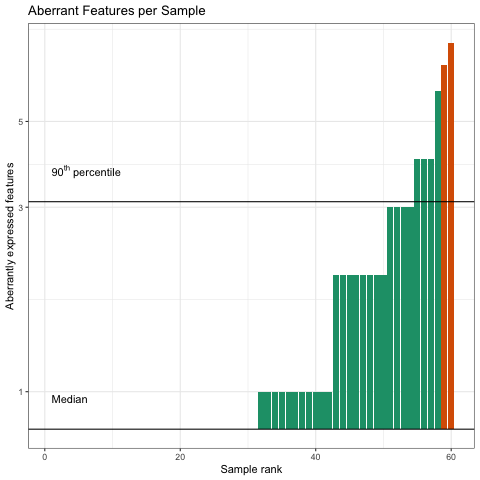 Aberrant Features per Sample
Aberrantly expressed features
5
90th percentile
3
1
Median
0 20 40 60
Sample rank